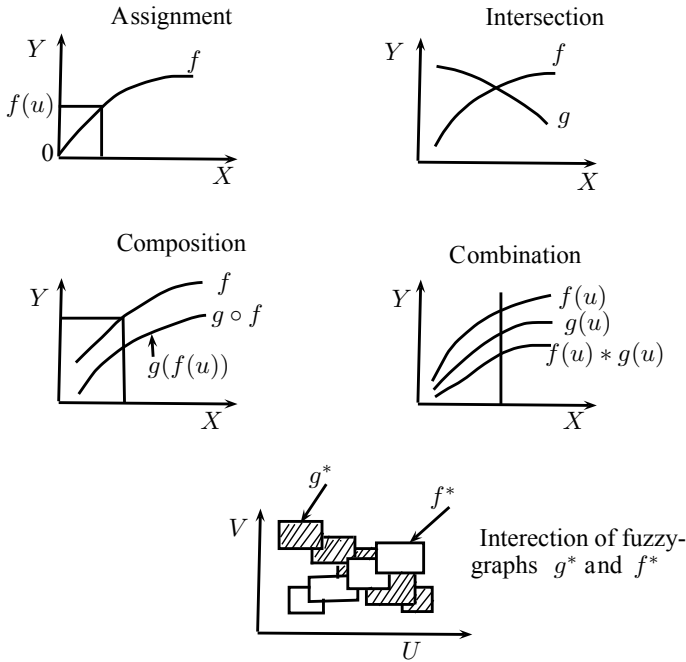 Assignment
Y
f
f(u)
0
X
Intersection
Y
f
g
X
Composition
Y
f
g ∘ f
g(f(u))
X
Combination
Y
f(u)
g(u)
f(u) ∗ g(u)
X
g*
f*
V
U
Interection of fuzzy-
graphs g* and f*